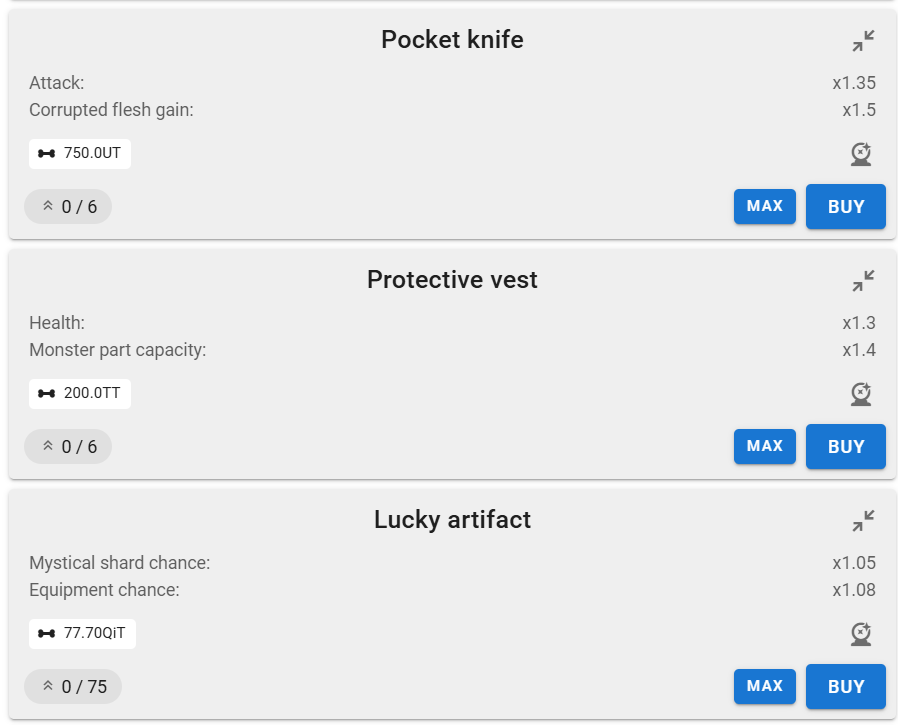 Pocket knife
Attack: x1.35
Corrupted flesh gain: x1.5
750.0UT
0 / 6 MAX BUY
Protective vest
Health: x1.3
Monster part capacity: x1.4
200.0TT
0 / 6 MAX BUY
Lucky artifact
Mystical shard chance: x1.05
Equipment chance: x1.08
77.70QiT
0 / 75 MAX BUY